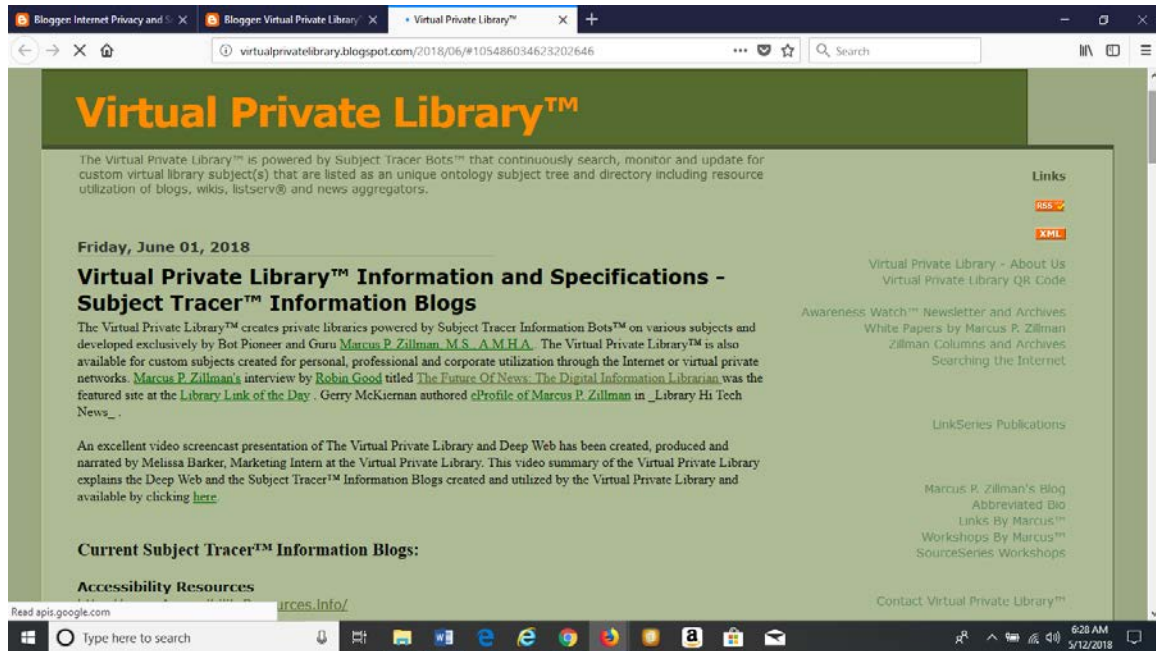 Blogger: Internet Privacy and S
Blogger: Virtual Private Library
Virtual Private Library™
virtualprivatelibrary.blogspot.com/2018/06/#105486034623202646
Search
Virtual Private Library™
The Virtual Private Library™ is powered by Subject Tracer Bots™ that continuously search, monitor and update for
custom virtual library subject(s) that are listed as an unique ontology subject tree and directory including resource
utilization of blogs, wikis, listserv® and news aggregators.
Friday, June 01, 2018
Virtual Private Library™ Information and Specifications -
Subject Tracer™ Information Blogs
The Virtual Private Library™ creates private libraries powered by Subject Tracer Information Bots™ on various subjects and
developed exclusively by Bot Pioneer and Guru Marcus P. Zillman, M.S., A.M.H.A. The Virtual Private Library™ is also
available for custom subjects created for personal, professional and corporate utilization through the Internet or virtual private
networks. Marcus P. Zillman's interview by Robin Good titled The Future Of News: The Digital Information Librarian was the
featured site at the Library Link of the Day . Gerry McKiernan authored eProfile of Marcus P. Zillman in _Library Hi Tech
News_ .
An excellent video screencast presentation of The Virtual Private Library and Deep Web has been created, produced and
narrated by Melissa Barker, Marketing Intern at the Virtual Private Library. This video summary of the Virtual Private Library
explains the Deep Web and the Subject Tracer™ Information Blogs created and utilized by the Virtual Private Library and
available by clicking here.
Current Subject Tracer™ Information Blogs:
Accessibility Resources
urces.Info/
Links
RSS
XML
Virtual Private Library - About Us
Virtual Private Library QR Code
Awareness Watch™ Newsletter and Archives
White Papers by Marcus P. Zillman
Zillman Columns and Archives
Searching the Internet
LinkSeries Publications
Marcus P. Zillman's Blog
Abbreviated Bio
Links By Marcus™
Workshops By Marcus™
SourceSeries Workshops
Contact Virtual Private Library™
Read apis.google.com
Type here to search
6:28 AM
5/12/2018